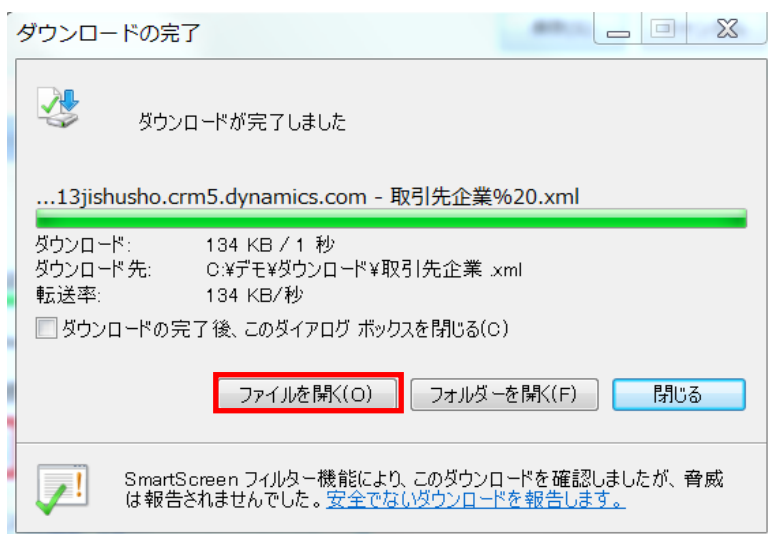 ダウンロードの完了
ダウンロードが完了しました
...13jishusho.crm5.dynamics.com - 取引先企業%20.xml
ダウンロード: 134 KB / 1 秒
ダウンロード先: C:¥デモ¥ダウンロード¥取引先企業 .xml
転送率: 134 KB/秒
ダウンロードの完了後、このダイアログ ボックスを閉じる(C)
ファイルを開く(O) フォルダーを開く(F) 閉じる
SmartScreen フィルター機能により、このダウンロードを確認しましたが、脅威
は報告されませんでした。安全でないダウンロードを報告します。